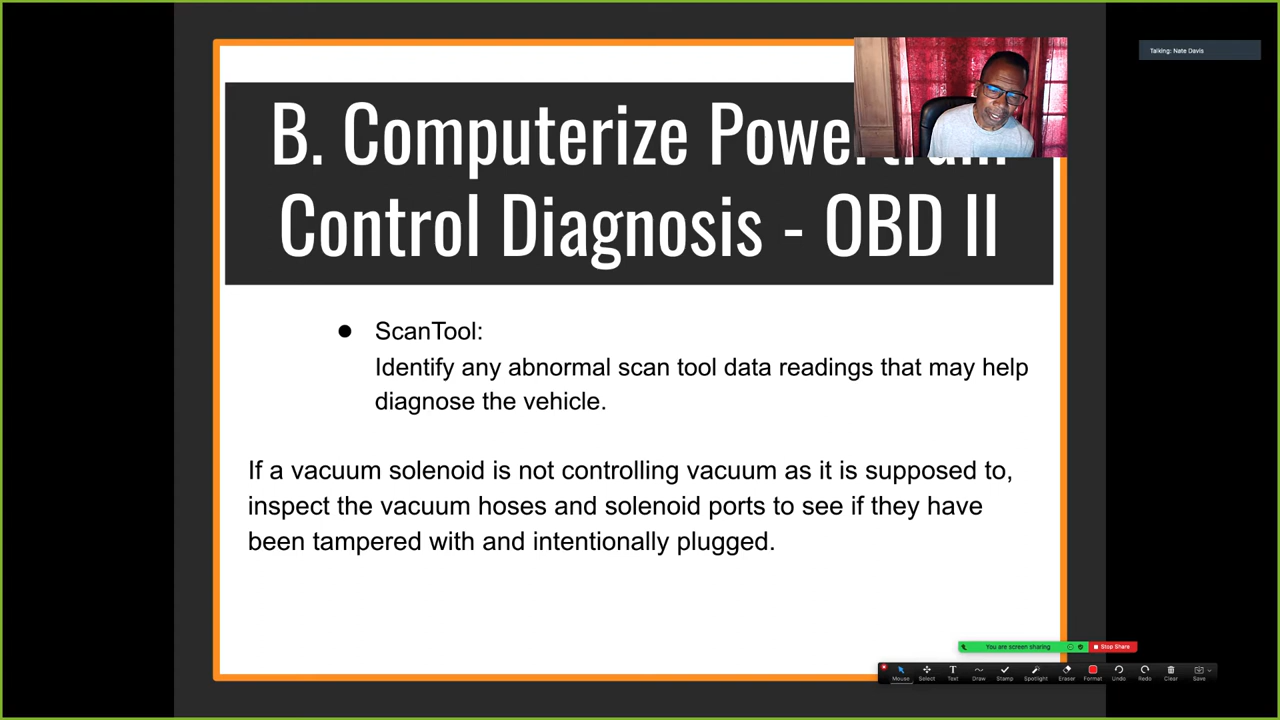 Talking: Nate Davis
B. Computerize
Control Diagnosis - OBD II
● ScanTool:
Identify any abnormal scan tool data readings that may help
diagnose the vehicle.
If a vacuum solenoid is not controlling vacuum as it is supposed to,
inspect the vacuum hoses and solenoid ports to see if they have
been tampered with and intentionally plugged.
You are screen sharing Stop Share
Mouse Select Text Draw Stamp Spotlight Eraser Format Undo Redo Clear Save